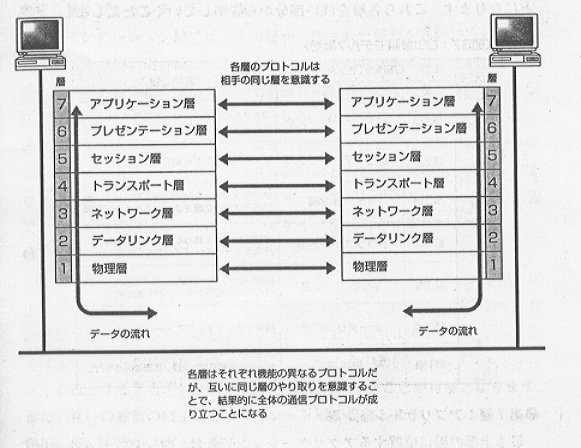 各層のプロトコルは
相手の同じ層を意識する
層
7 アプリケーション層
6 プレゼンテーション層
5 セッション層
4 トランスポート層
3 ネットワーク層
2 データリンク層
1 物理層
データの流れ
層
アプリケーション層 7
プレゼンテーション層 6
セッション層 5
トランスポート層 4
ネットワーク層 3
データリンク層 2
物理層 1
データの流れ
各層はそれぞれ機能の異なるプロトコルだ
が、互いに同じ層のやり取りを意識するこ
とで、結果的に全体の通信プロトコルが成
り立つことになる